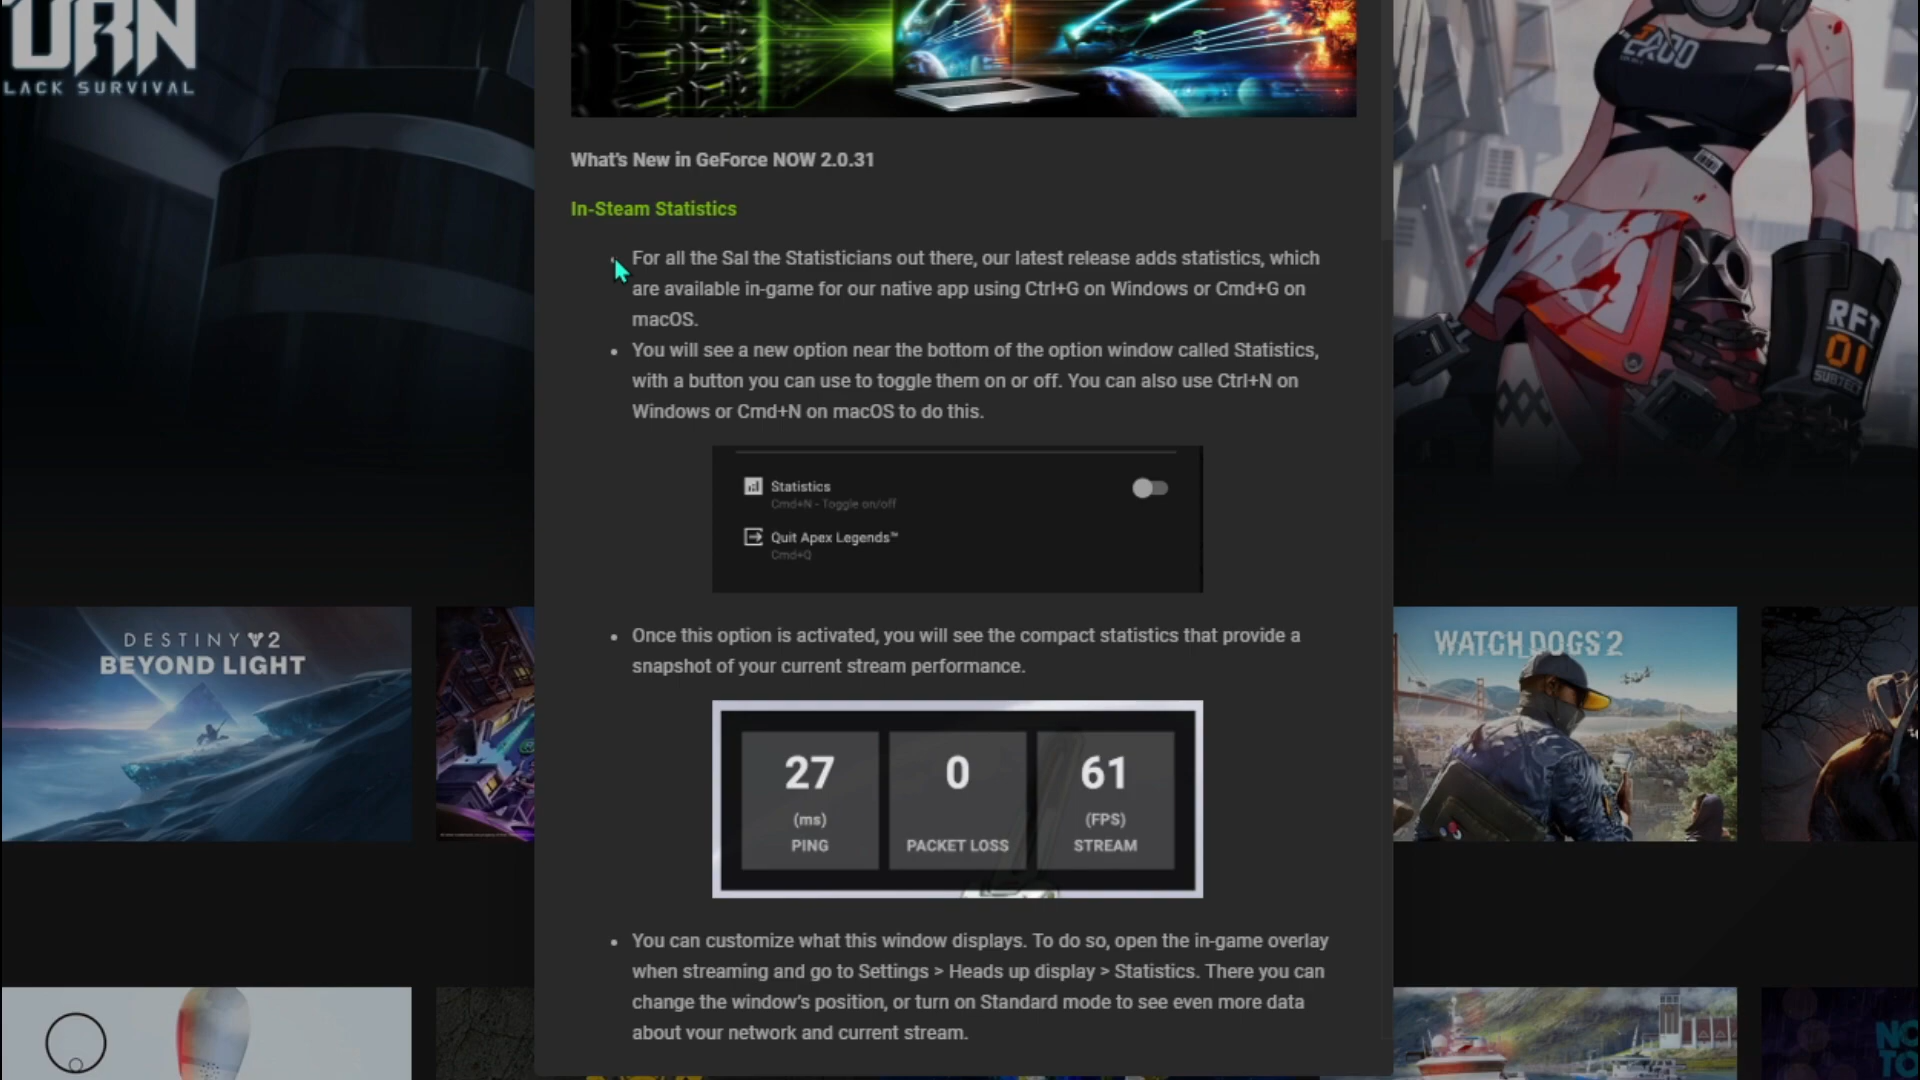 URN
LACK SURVIVAL
What's New in GeForce NOW 2.0.31
In-Steam Statistics
For all the Sal the Statisticians out there, our latest release adds statistics, which
are available in-game for our native app using Ctrl+G on Windows or Cmd+G on
macOS.
You will see a new option near the bottom of the option window called Statistics,
with a button you can use to toggle them on or off. You can also use Ctrl+N on
Windows or Cmd+N on macOS to do this.
Statistics
Cmd+N - Toggle on/off
Quit Apex Legends™
Cmd+Q
Once this option is activated, you will see the compact statistics that provide a
snapshot of your current stream performance.
27
(ms)
PING
0
PACKET LOSS
61
(FPS)
STREAM
You can customize what this window displays. To do so, open the in-game overlay
when streaming and go to Settings > Heads up display > Statistics. There you can
change the window's position, or turn on Standard mode to see even more data
about your network and current stream.
RFT
01
SUBJECT
DESTINY 2
BEYOND LIGHT
WATCH DOGS 2
NO
TO